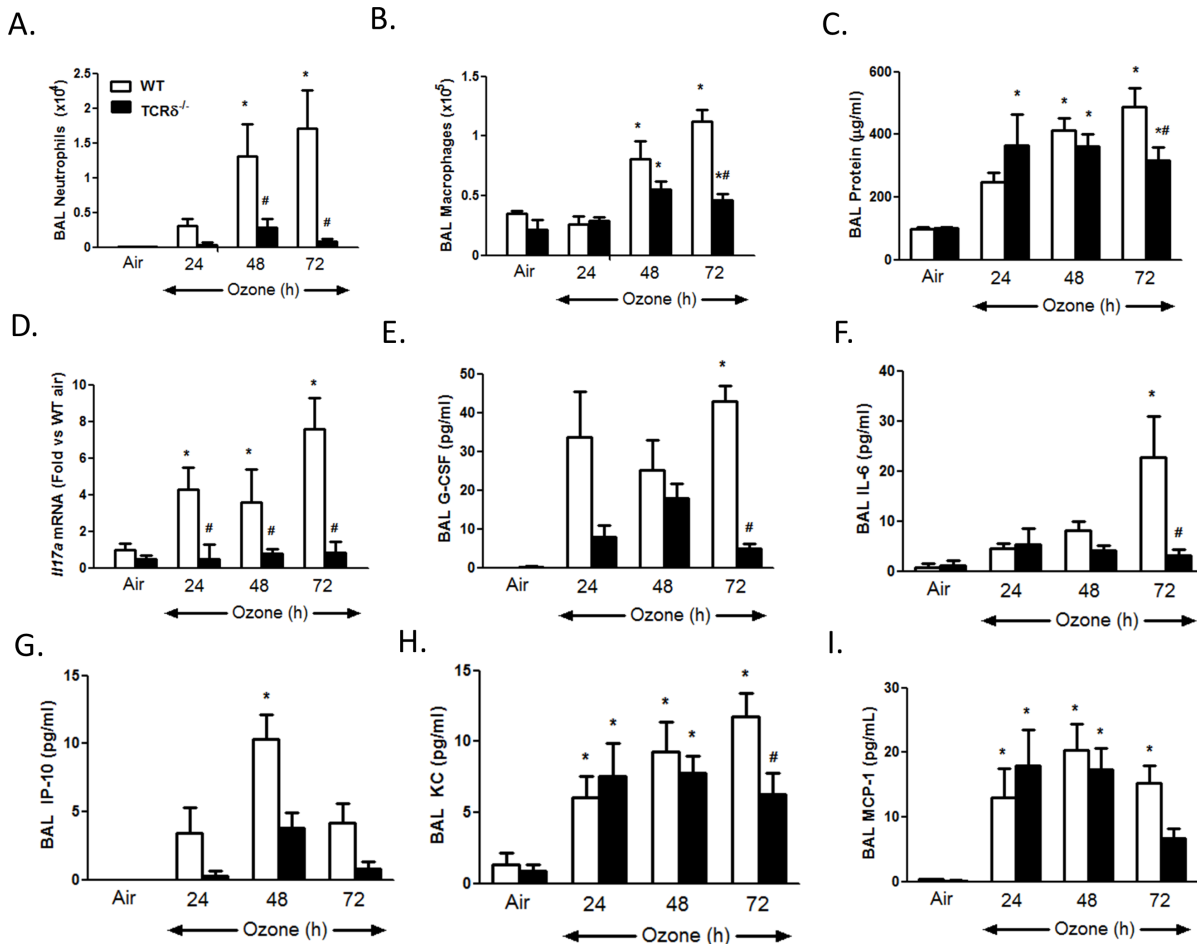 A.
BAL Neutrophils (x10⁴)
2.5
2
1.5
1
0.5
0
WT
TCRδ⁻/⁻
*
*
#
#
Air
24
48
72
Ozone (h)
B.
BAL Macrophages (x10⁵)
1.5
1
0.5
0
*
*
*
*#
Air
24
48
72
Ozone (h)
C.
BAL Protein (µg/ml)
600
400
200
0
*
*
*
*
*#
Air
24
48
72
Ozone (h)
D.
Il17a mRNA (Fold vs WT air)
10
8
6
4
2
0
*
*
*
#
#
#
Air
24
48
72
Ozone (h)
E.
BAL G-CSF (pg/ml)
50
40
30
20
10
0
*
#
Air
24
48
72
Ozone (h)
F.
BAL IL-6 (pg/ml)
40
30
20
10
0
*
#
Air
24
48
72
Ozone (h)
G.
BAL IP-10 (pg/ml)
15
10
5
0
*
Air
24
48
72
Ozone (h)
H.
BAL KC (pg/ml)
15
10
5
0
*
*
*
*
*
#
Air
24
48
72
Ozone (h)
I.
BAL MCP-1 (pg/mL)
30
20
10
0
*
*
*
*
*
Air
24
48
72
Ozone (h)